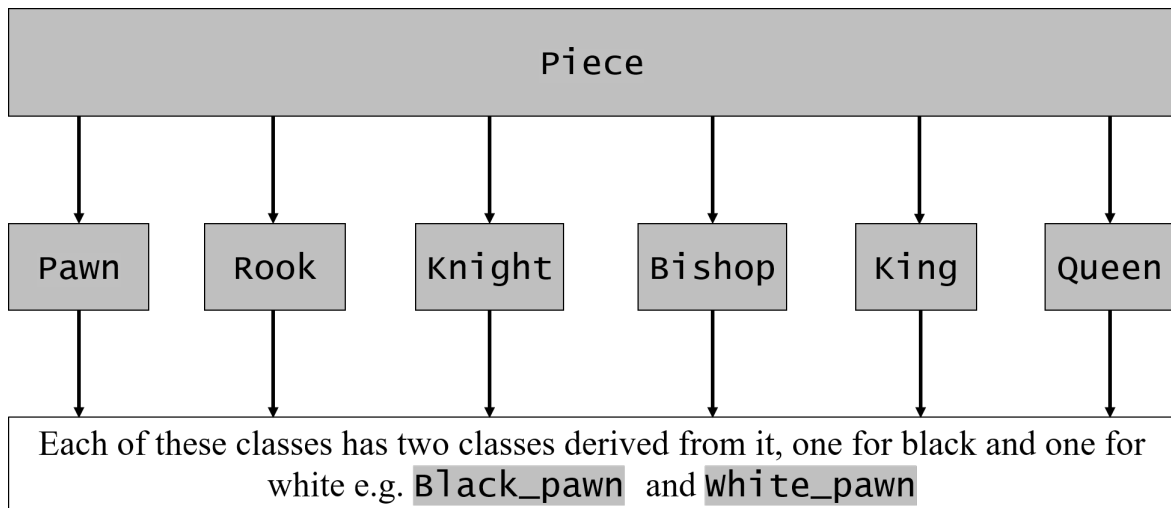 Piece
Pawn
Rook
Knight
Bishop
King
Queen
Each of these classes has two classes derived from it, one for black and one for
white e.g. Black_pawn and White_pawn